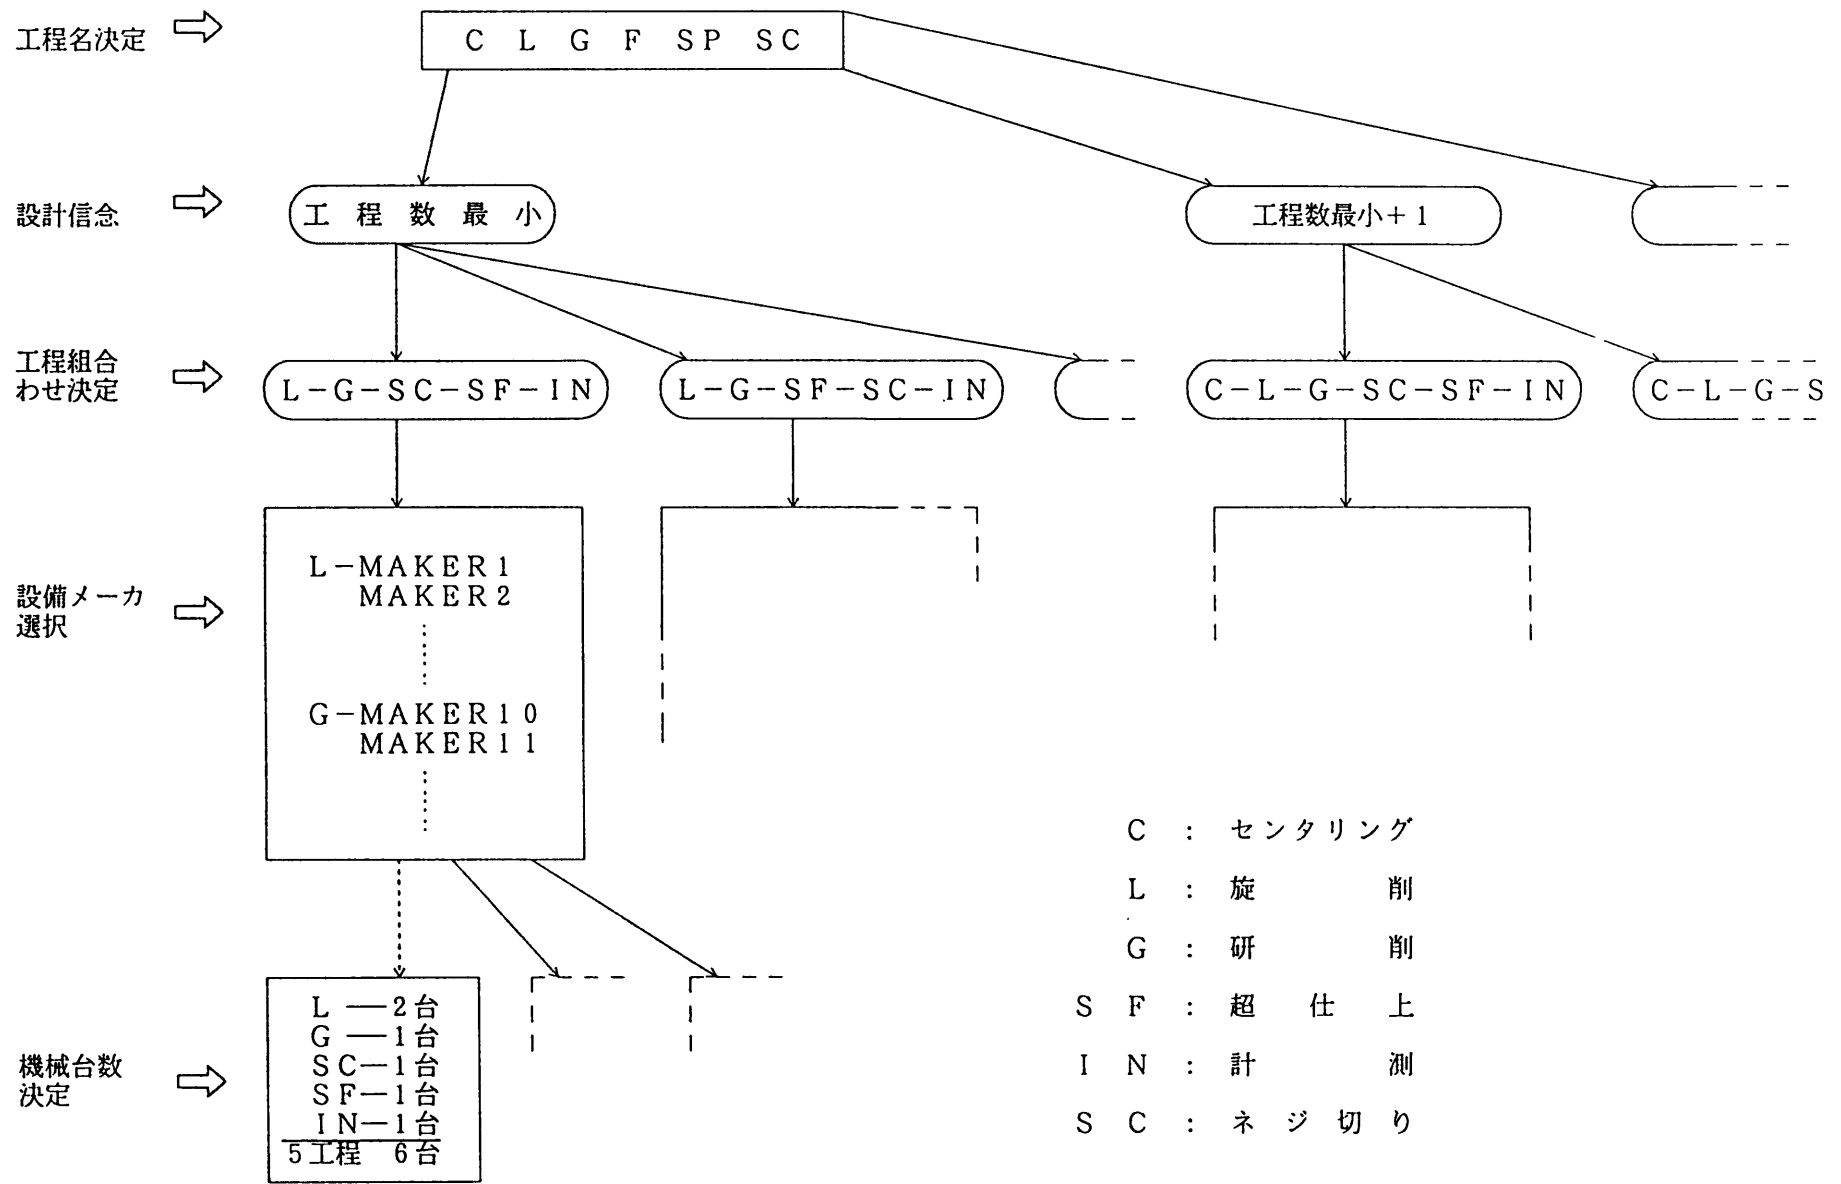 工程名決定
C L G F SP SC
設計信念
工程数最小
工程数最小+1
工程組合
わせ決定
L-G-SC-SF-IN
L-G-SF-SC-IN
C-L-G-SC-SF-IN
C-L-G-S
設備メーカ
選択
L-MAKER1
MAKER2
G-MAKER10
MAKER11
機械台数
決定
L—2台
G—1台
SC—1台
SF—1台
IN—1台
5工程 6台
C : センタリング
L : 旋削
G : 研削
SF : 超仕上
IN : 計測
SC : ネジ切り